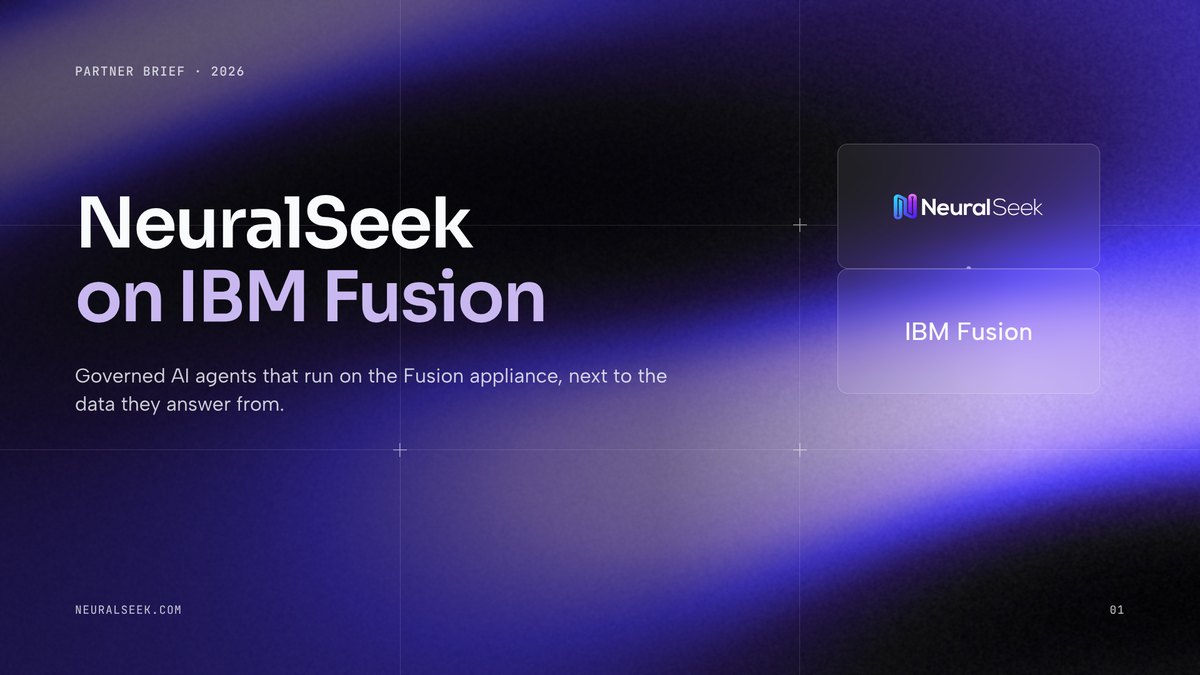 PARTNER BRIEF · 2026
NeuralSeek
on IBM Fusion
Governed AI agents that run on the Fusion appliance, next to the
data they answer from.
NeuralSeek
IBM Fusion
NEURALSEEK.COM
01